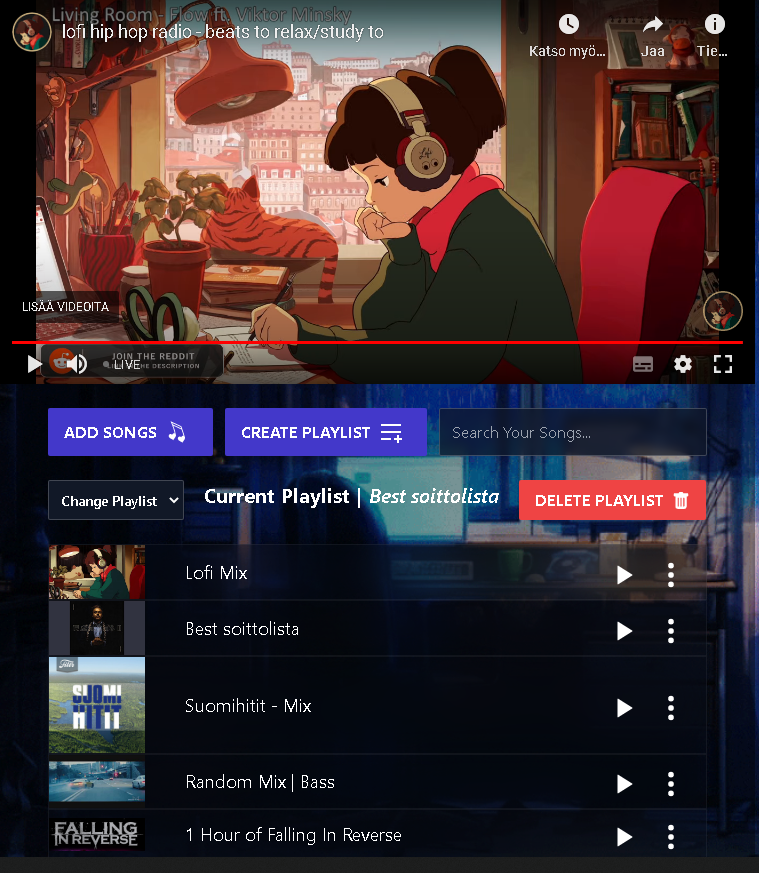 Living Room - Flow ft. Viktor Minsky
lofi hip hop radio - beats to relax/study to
Katso myö...
Jaa
Tie...
LISÄÄ VIDEOITA
JOIN THE REDDIT
LIVE
THE DESCRIPTION
ADD SONGS
CREATE PLAYLIST
Search Your Songs...
Change Playlist
Current Playlist | Best soittolista
DELETE PLAYLIST
Lofi Mix
Best soittolista
SUOMI
HITIT
Suomihitit - Mix
Random Mix | Bass
FALLING
IN REVERSE
1 Hour of Falling In Reverse